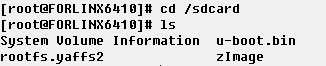 [root@FORLINX6410]# cd /sdcard
[root@FORLINX6410]# ls
System Volume Information  u-boot.bin
rootfs.yaffs2              zImage